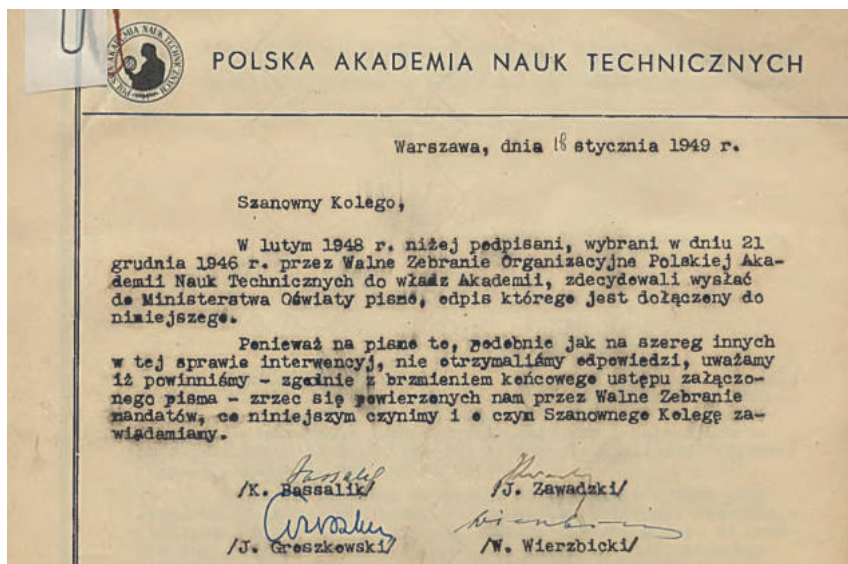 POLSKA AKADEMIA NAUK TECHNICZNYCH
POLSKA AKADEMIA NAUK TECHNICZNYCH
Warszawa, dnia 18 stycznia 1949 r.
Szanowny Kolego,
W lutym 1948 r. niżej podpisani, wybrani w dniu 21
grudnia 1946 r. przez Walne Zebranie Organizacyjne Polskiej Aka-
demii Nauk Technicznych do władz Akademii, zdecydowali wysłać
do Ministerstwa Oświaty pismo, odpis którego jest dołączony do
niniejszego.
Ponieważ na pismo to, podobnie jak na szereg innych
w tej sprawie interwencyj, nie otrzymaliśmy odpowiedzi, uważamy
iż powinniśmy - zgodnie z brzmieniem końcowego ustępu załączo-
nego pisma - zrzec się powierzonych nam przez Walne Zebranie
mandatów, co niniejszym czynimy i o czym Szanownego Kolegę za-
wiadamiamy.
/K. Bassalik/ /J. Zawadzki/
/J. Groszkowski/ /W. Wierzbicki/